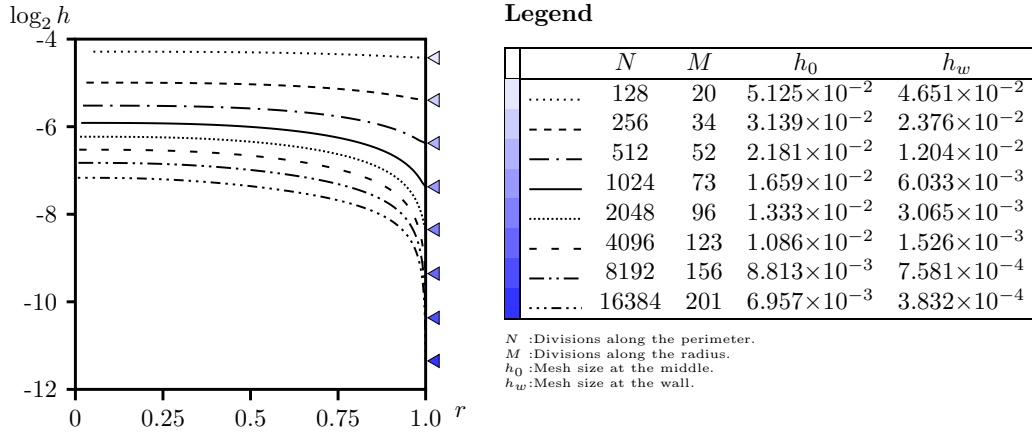 log₂ h
-4
-6
-8
-10
-12
0 0.25 0.5 0.75 1.0 r
Legend
N M h₀ h_w
128 20 5.125×10⁻² 4.651×10⁻²
256 34 3.139×10⁻² 2.376×10⁻²
512 52 2.181×10⁻² 1.204×10⁻²
1024 73 1.659×10⁻² 6.033×10⁻³
2048 96 1.333×10⁻² 3.065×10⁻³
4096 123 1.086×10⁻² 1.526×10⁻³
8192 156 8.813×10⁻³ 7.581×10⁻⁴
16384 201 6.957×10⁻³ 3.832×10⁻⁴
N :Divisions along the perimeter.
M :Divisions along the radius.
h₀ :Mesh size at the middle.
h_w:Mesh size at the wall.